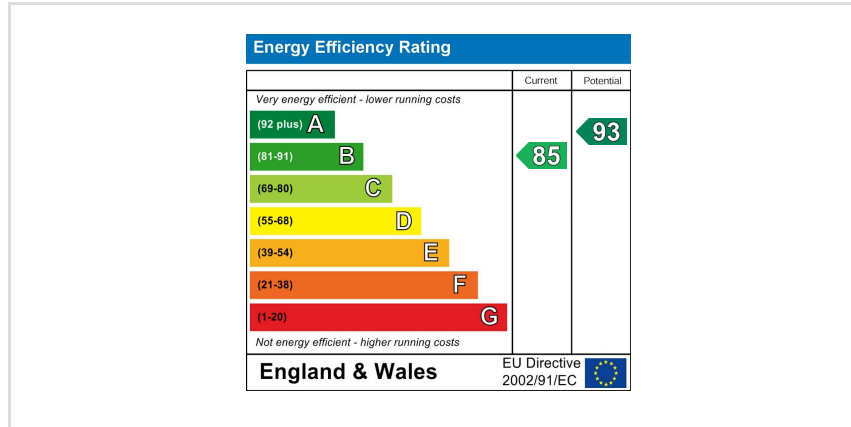 Energy Efficiency Rating
Current Potential
Very energy efficient - lower running costs
(92 plus) A
93
(81-91) B
85
(69-80) C
(55-68) D
(39-54) E
(21-38) F
(1-20) G
Not energy efficient - higher running costs
England & Wales
EU Directive
2002/91/EC